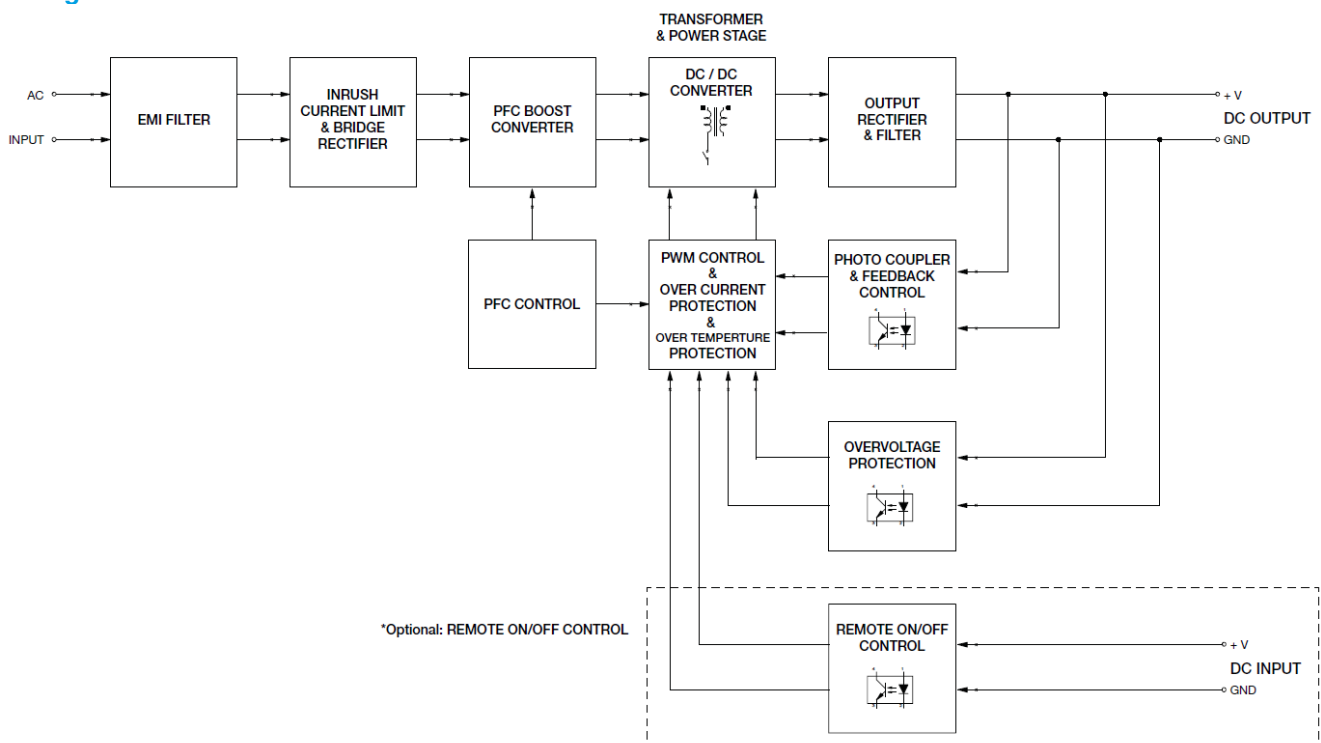 TRANSFORMER
& POWER STAGE
AC
INPUT
EMI FILTER
INRUSH
CURRENT LIMIT
& BRIDGE
RECTIFIER
PFC BOOST
CONVERTER
DC / DC
CONVERTER
OUTPUT
RECTIFIER
& FILTER
+ V
DC OUTPUT
GND
PFC CONTROL
PWM CONTROL
&
OVER CURRENT
PROTECTION
&
OVER TEMPERTURE
PROTECTION
PHOTO COUPLER
& FEEDBACK
CONTROL
OVERVOLTAGE
PROTECTION
*Optional: REMOTE ON/OFF CONTROL
REMOTE ON/OFF
CONTROL
+ V
DC INPUT
GND